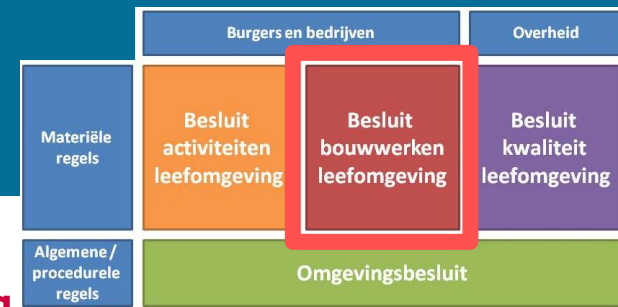 Burgers en bedrijven
Overheid
Materiële
regels
Besluit
activiteiten
leefomgeving
Besluit
bouwwerken
leefomgeving
Besluit
kwaliteit
leefomgeving
Algemene /
procedurele
regels
Omgevingsbesluit